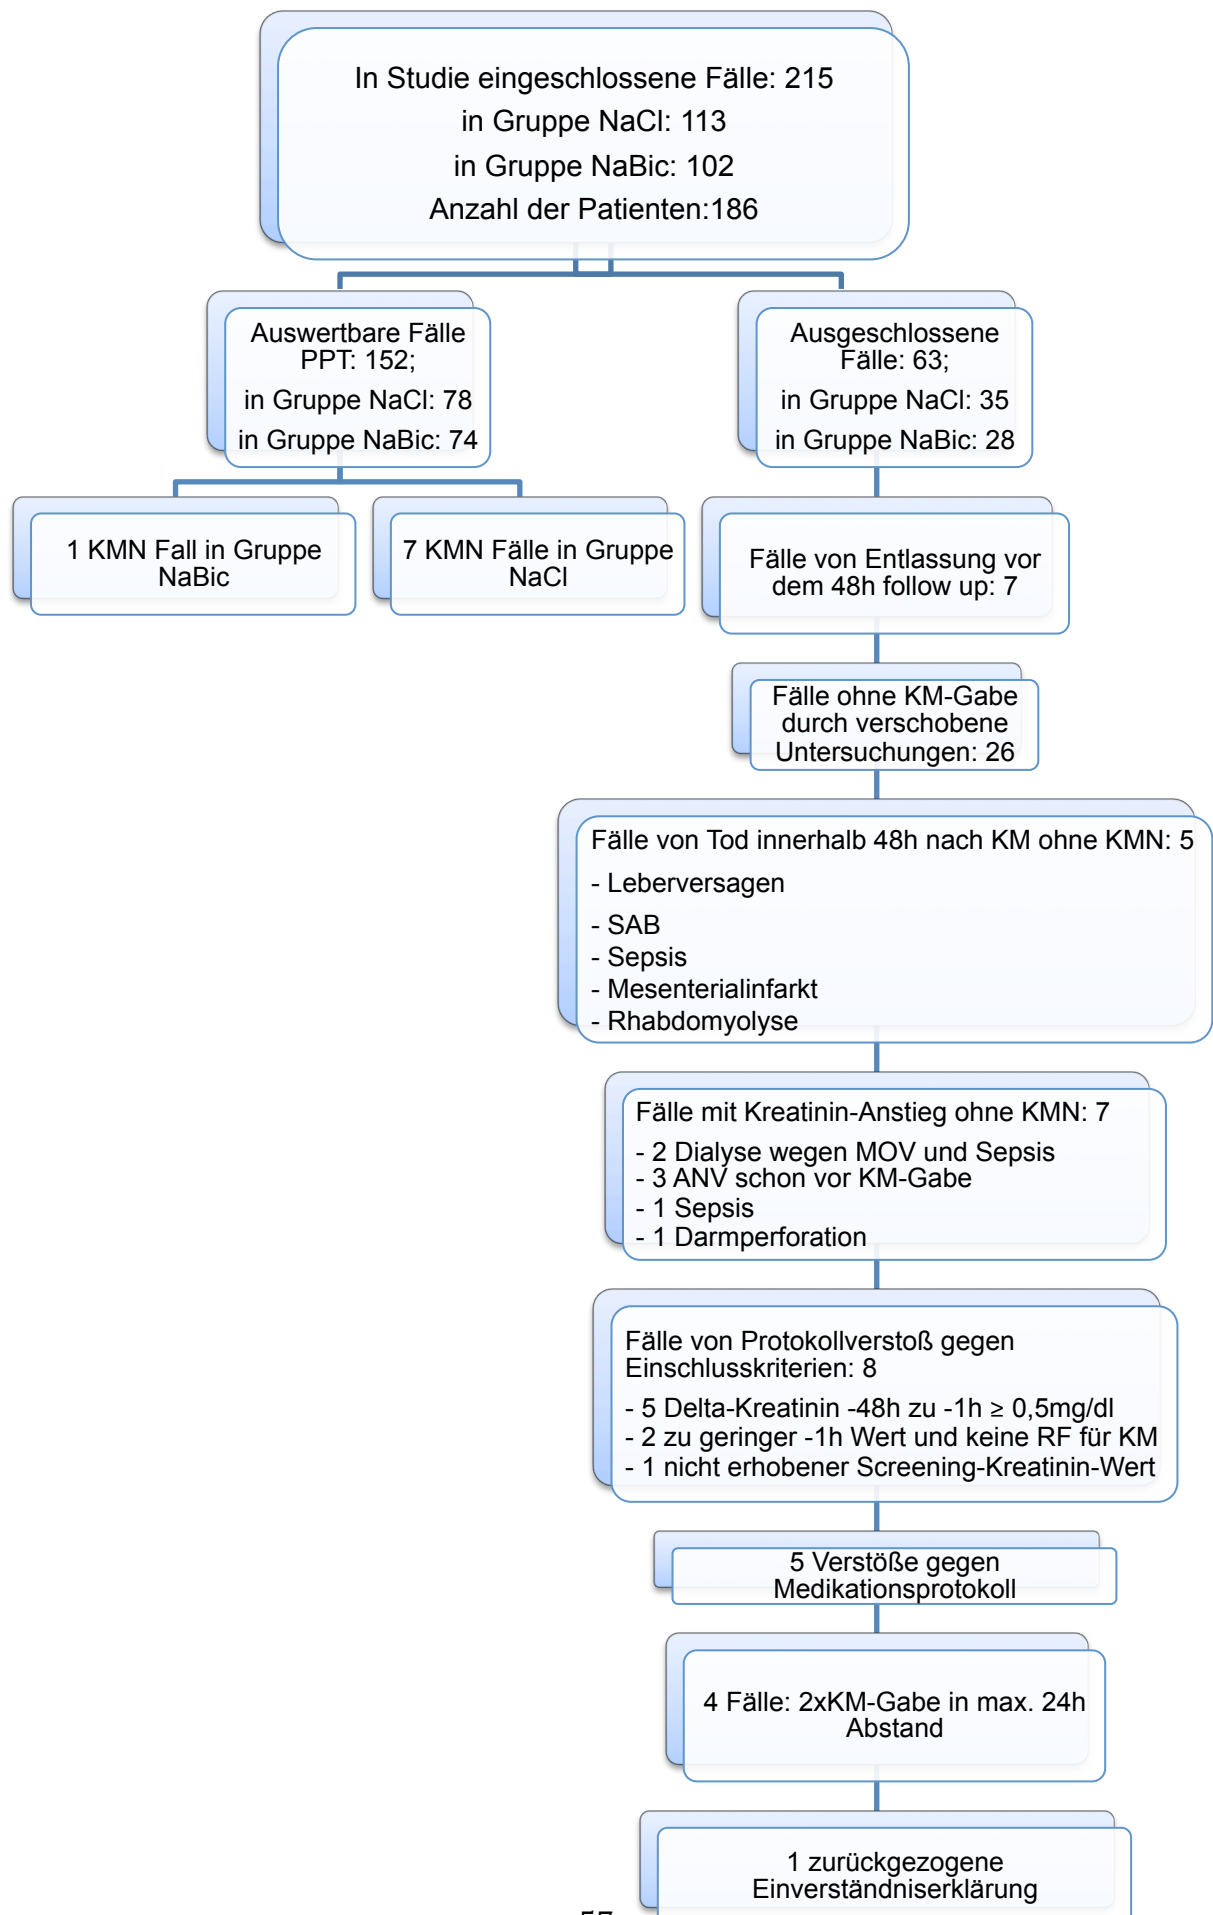 In Studie eingeschlossene Fälle: 215
in Gruppe NaCl: 113
in Gruppe NaBic: 102
Anzahl der Patienten:186
Auswertbare Fälle
PPT: 152;
in Gruppe NaCl: 78
in Gruppe NaBic: 74
Ausgeschlossene
Fälle: 63;
in Gruppe NaCl: 35
in Gruppe NaBic: 28
1 KMN Fall in Gruppe
NaBic
7 KMN Fälle in Gruppe
NaCl
Fälle von Entlassung vor
dem 48h follow up: 7
Fälle ohne KM-Gabe
durch verschobene
Untersuchungen: 26
Fälle von Tod innerhalb 48h nach KM ohne KMN: 5
- Leberversagen
- SAB
- Sepsis
- Mesenterialinfarkt
- Rhabdomyolyse
Fälle mit Kreatinin-Anstieg ohne KMN: 7
- 2 Dialyse wegen MOV und Sepsis
- 3 ANV schon vor KM-Gabe
- 1 Sepsis
- 1 Darmperforation
Fälle von Protokollverstoß gegen
Einschlusskriterien: 8
- 5 Delta-Kreatinin -48h zu -1h ≥ 0,5mg/dl
- 2 zu geringer -1h Wert und keine RF für KM
- 1 nicht erhobener Screening-Kreatinin-Wert
5 Verstöße gegen
Medikationsprotokoll
4 Fälle: 2xKM-Gabe in max. 24h
Abstand
1 zurückgezogene
Einverständniserklärung